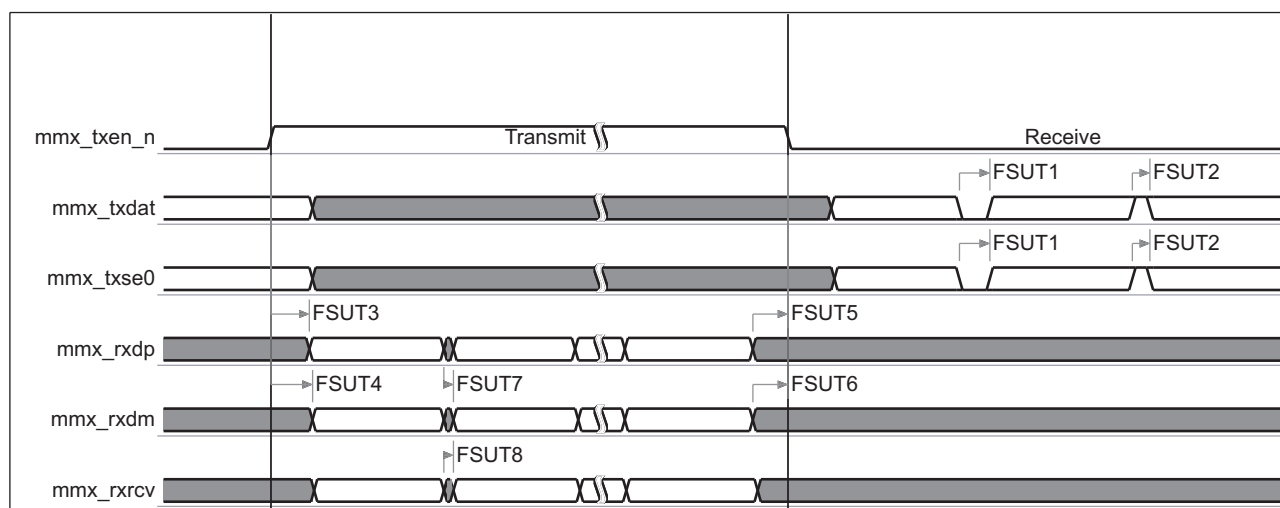 mmx_txen_n
Transmit
Receive
FSUT1
FSUT2
mmx_txdat
FSUT1
FSUT2
mmx_txse0
FSUT3
FSUT5
mmx_rxdp
FSUT4
FSUT7
FSUT6
mmx_rxdm
FSUT8
mmx_rxrcv